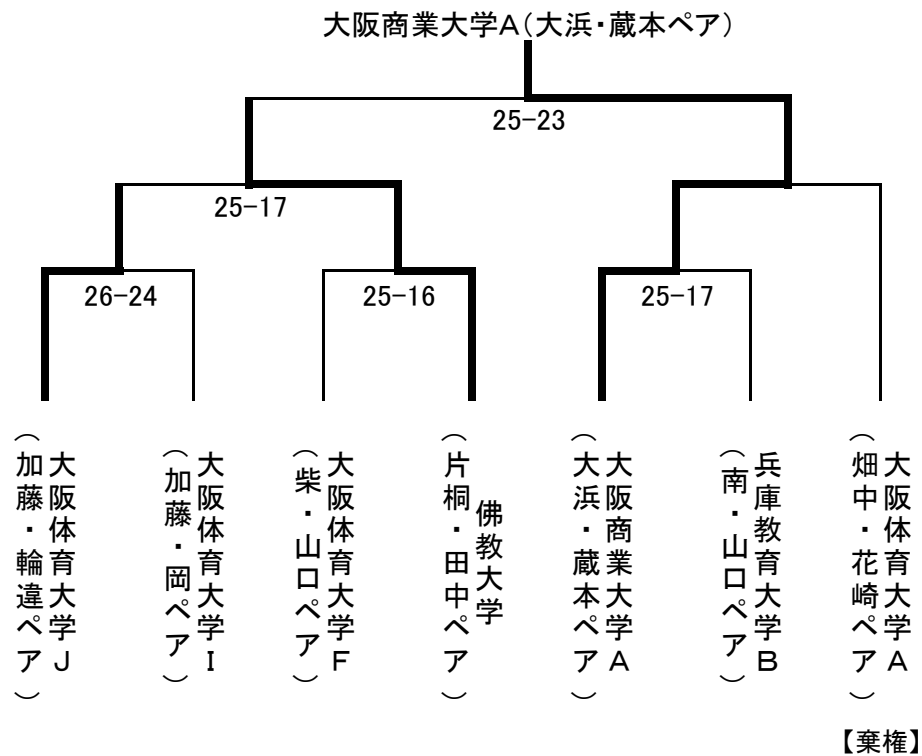 大阪商業大学A(大浜・蔵本ペア)
25-23
25-17
26-24
25-16
25-17
大阪体育大学J
(加藤・輪違ペア)
大阪体育大学I
(加藤・岡ペア)
大阪体育大学F
(柴・山口ペア)
佛教大学
(片桐・田中ペア)
大阪商業大学A
(大浜・蔵本ペア)
兵庫教育大学B
(南・山口ペア)
大阪体育大学A
(畑中・花崎ペア)
【棄権】